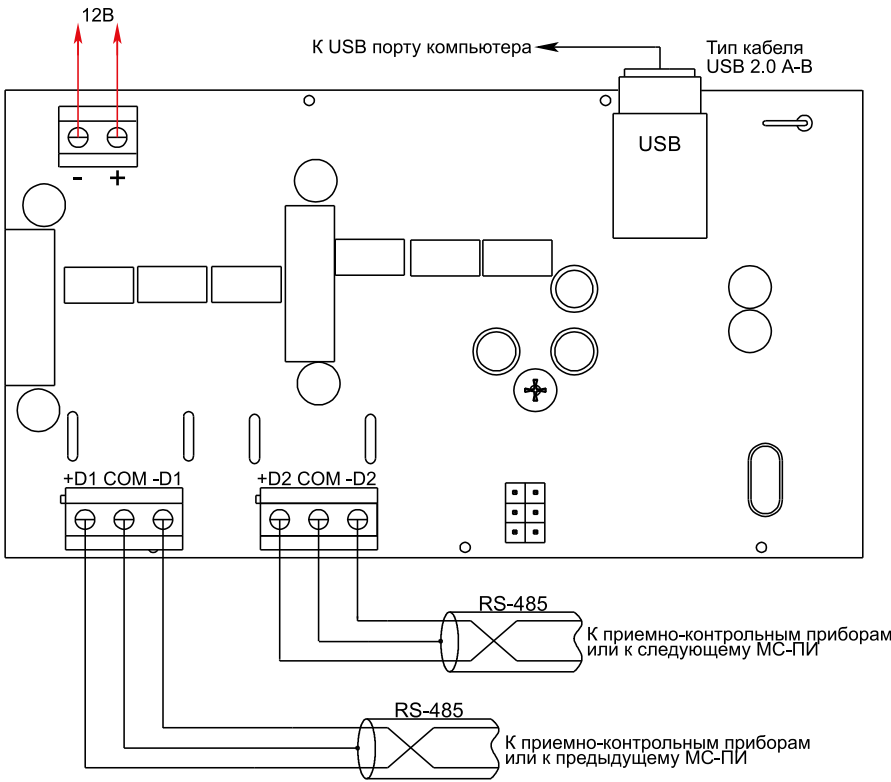 12В
К USB порту компьютера
Тип кабеля
USB 2.0 A-B
USB
- +
+D1 COM -D1
+D2 COM -D2
RS-485
К приемно-контрольным приборам
или к следующему МС-ПИ
RS-485
К приемно-контрольным приборам
или к предыдущему МС-ПИ